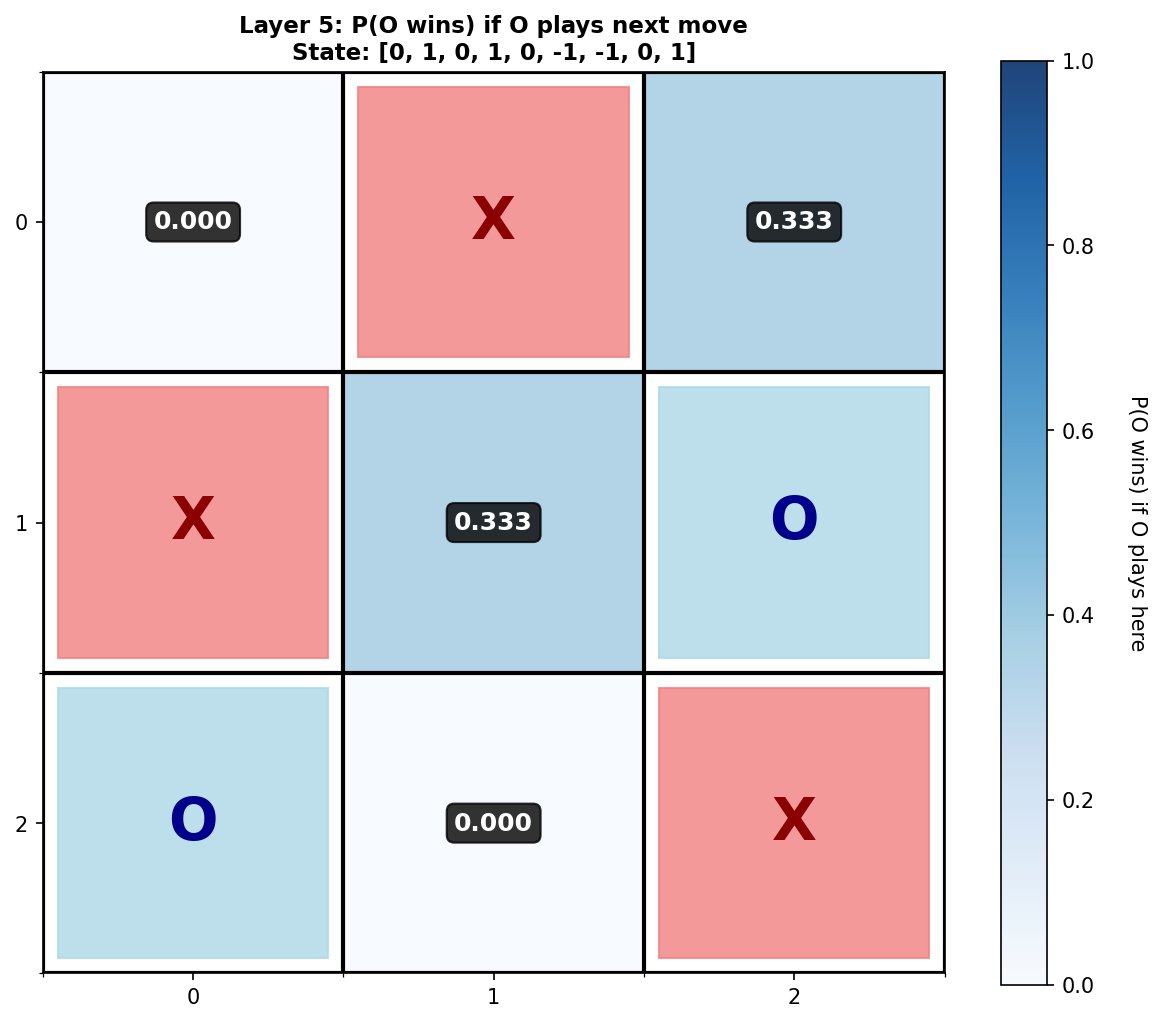 Layer 5: P(O wins) if O plays next move
State: [0, 1, 0, 1, 0, -1, -1, 0, 1]
0.000
X
0.333
X
0.333
O
O
0.000
X
0
1
2
0
1
2
1.0
0.8
0.6
0.4
0.2
0.0
P(O wins) if O plays here